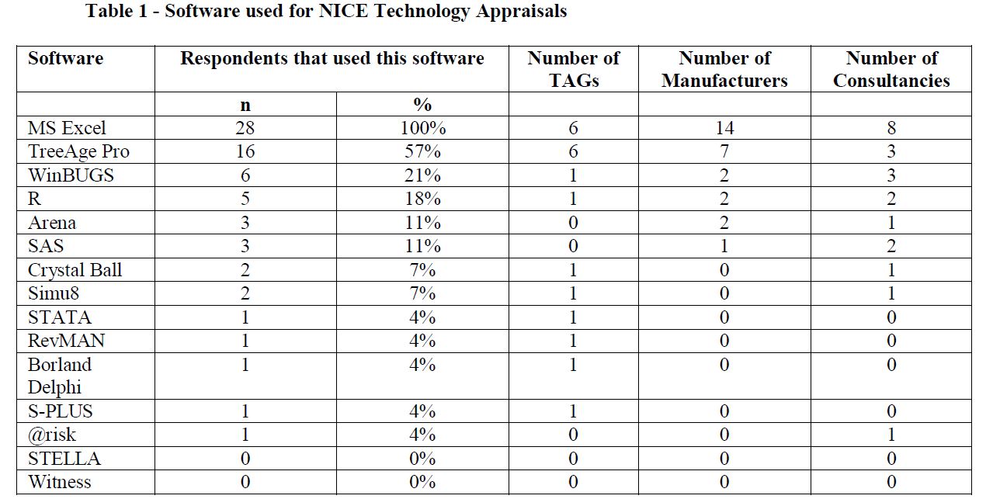 Table 1 - Software used for NICE Technology Appraisals
Software Respondents that used this software Number of TAGs Number of Manufacturers Number of Consultancies
n %
MS Excel 28 100% 6 14 8
TreeAge Pro 16 57% 6 7 3
WinBUGS 6 21% 1 2 3
R 5 18% 1 2 2
Arena 3 11% 0 2 1
SAS 3 11% 0 1 2
Crystal Ball 2 7% 1 0 1
Simu8 2 7% 1 0 1
STATA 1 4% 1 0 0
RevMAN 1 4% 1 0 0
Borland Delphi 1 4% 1 0 0
S-PLUS 1 4% 1 0 0
@risk 1 4% 0 0 1
STELLA 0 0% 0 0 0
Witness 0 0% 0 0 0